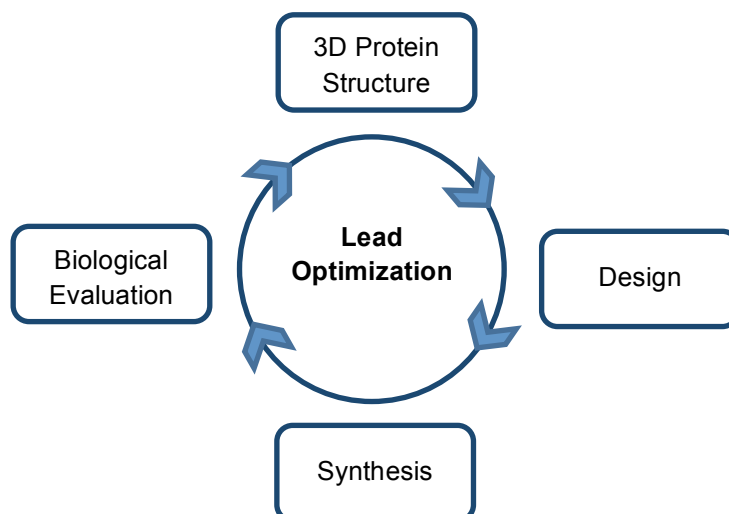 3D Protein
Structure
Lead
Optimization
Biological
Evaluation
Design
Synthesis